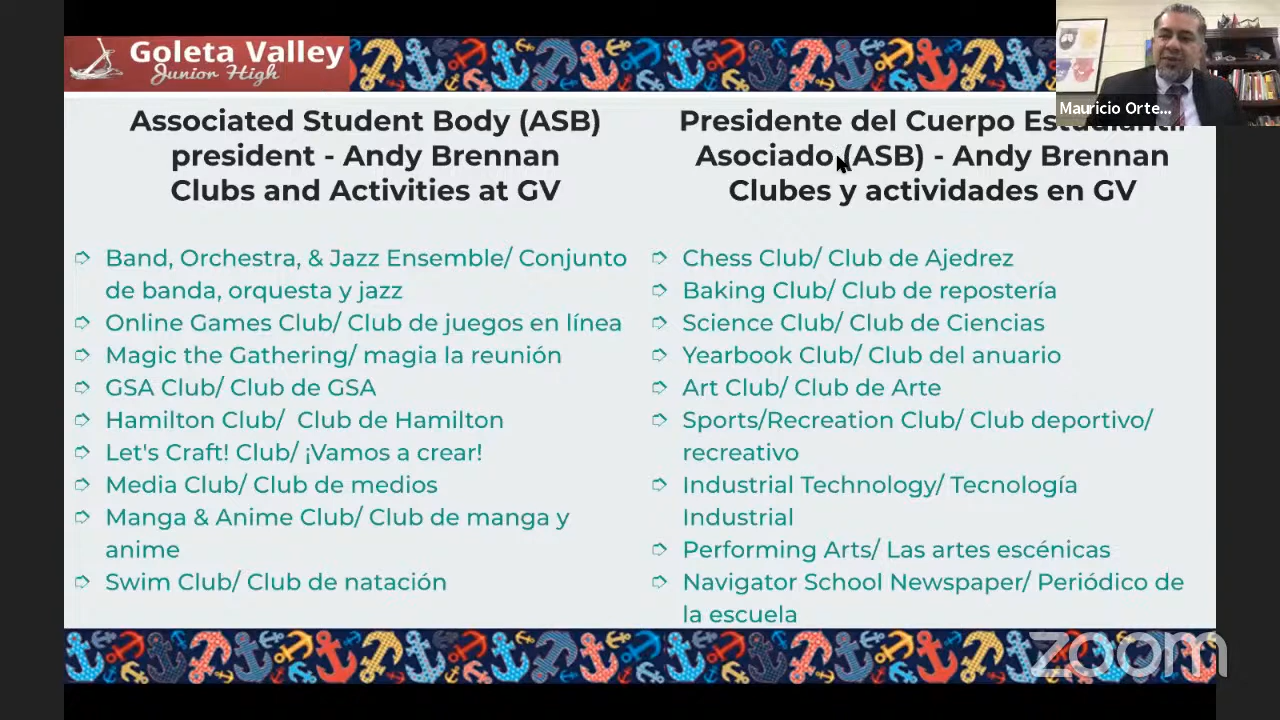 Goleta Valley
Junior High
Mauricio Orte...
Associated Student Body (ASB)
president - Andy Brennan
Clubs and Activities at GV
Presidente del Cuerpo Estudiantil
Asociado (ASB) - Andy Brennan
Clubes y actividades en GV
Band, Orchestra, & Jazz Ensemble/ Conjunto
de banda, orquesta y jazz
Online Games Club/ Club de juegos en línea
Magic the Gathering/ magia la reunión
GSA Club/ Club de GSA
Hamilton Club/ Club de Hamilton
Let's Craft! Club/ ¡Vamos a crear!
Media Club/ Club de medios
Manga & Anime Club/ Club de manga y
anime
Swim Club/ Club de natación
Chess Club/ Club de Ajedrez
Baking Club/ Club de repostería
Science Club/ Club de Ciencias
Yearbook Club/ Club del anuario
Art Club/ Club de Arte
Sports/Recreation Club/ Club deportivo/
recreativo
Industrial Technology/ Tecnología
Industrial
Performing Arts/ Las artes escénicas
Navigator School Newspaper/ Periódico de
la escuela
zoom